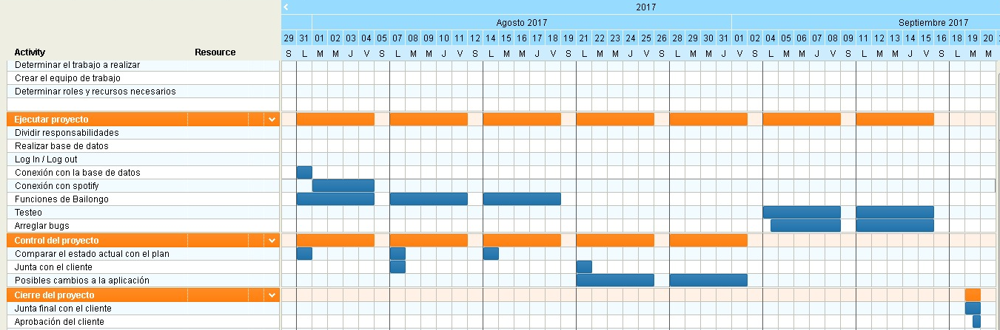 2017
Agosto 2017 Septiembre 2017
29 31 01 02 03 04 05 07 08 09 10 11 12 14 15 16 17 18 19 21 22 23 24 25 26 28 29 30 31 01 02 04 05 06 07 08 09 11 12 13 14 15 16 18 19 20
Activity Resource S L M M J V S L M M J V S L M M J V S L M M J V S L M M J V S L M M J V S L M M J V S L M M
Determinar el trabajo a realizar
Crear el equipo de trabajo
Determinar roles y recursos necesarios
Ejecutar proyecto
Dividir responsabilidades
Realizar base de datos
Log In / Log out
Conexión con la base de datos
Conexión con spotify
Funciones de Bailongo
Testeo
Arreglar bugs
Control del proyecto
Comparar el estado actual con el plan
Junta con el cliente
Posibles cambios a la aplicación
Cierre del proyecto
Junta final con el cliente
Aprobación del cliente